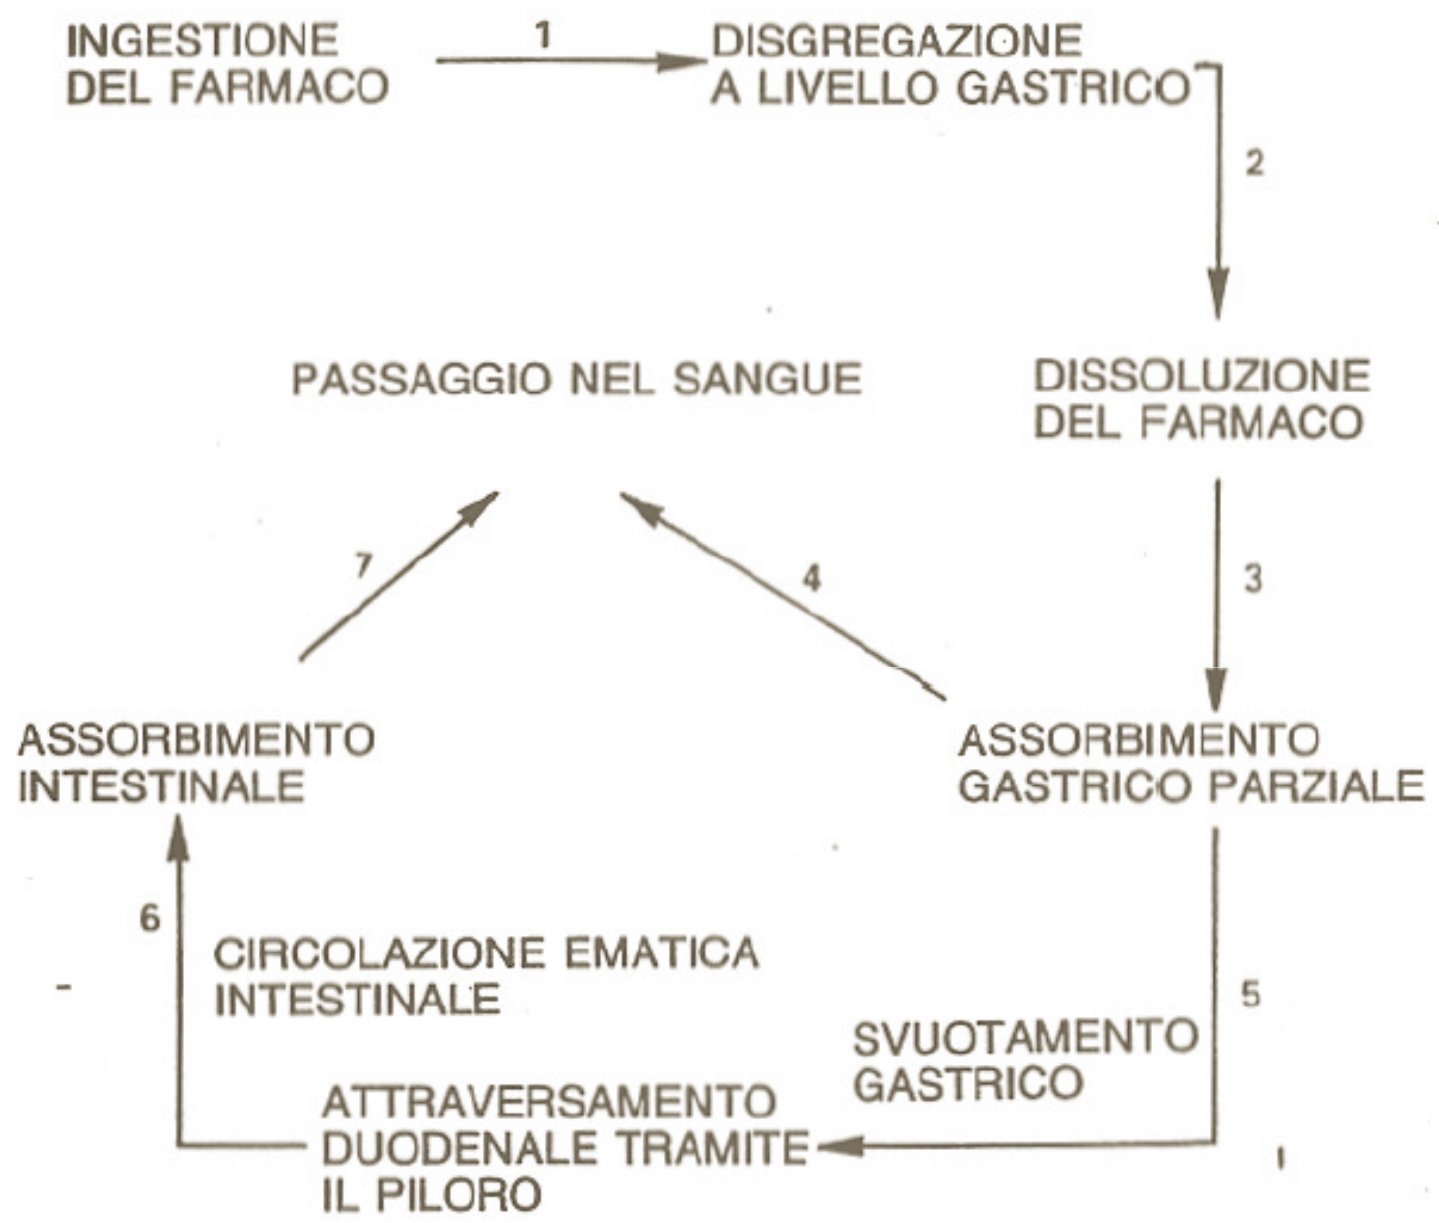 INGESTIONE
DEL FARMACO
1
DISGREGAZIONE
A LIVELLO GASTRICO
2
PASSAGGIO NEL SANGUE
DISSOLUZIONE
DEL FARMACO
7
4
3
ASSORBIMENTO
INTESTINALE
ASSORBIMENTO
GASTRICO PARZIALE
6
CIRCOLAZIONE EMATICA
INTESTINALE
5
SVUOTAMENTO
GASTRICO
ATTRAVERSAMENTO
DUODENALE TRAMITE
IL PILORO